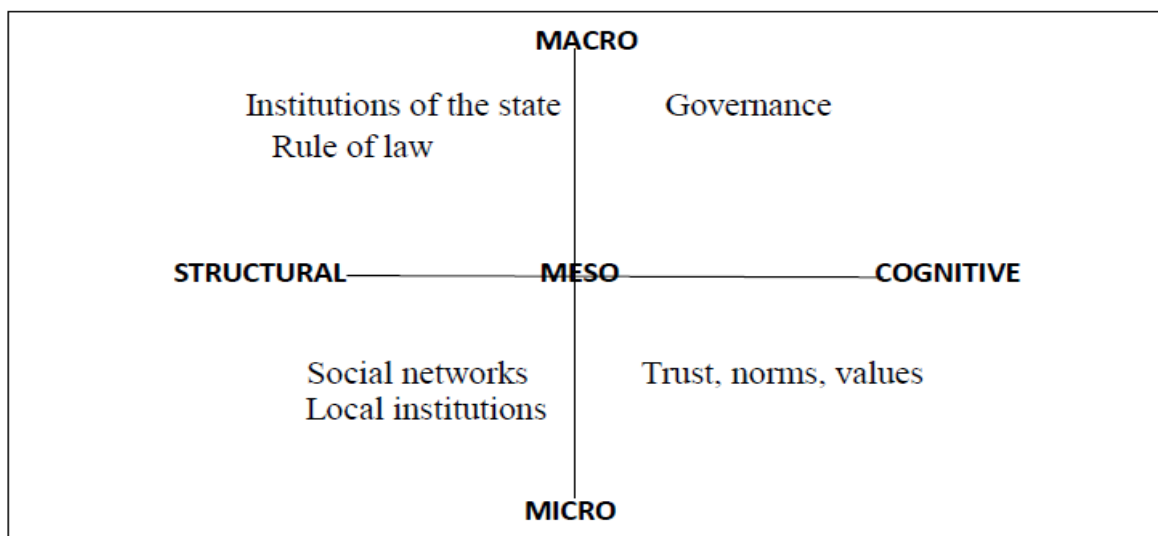 MACRO
Institutions of the state
Governance
Rule of law
STRUCTURAL
MESO
COGNITIVE
Social networks
Trust, norms, values
Local institutions
MICRO